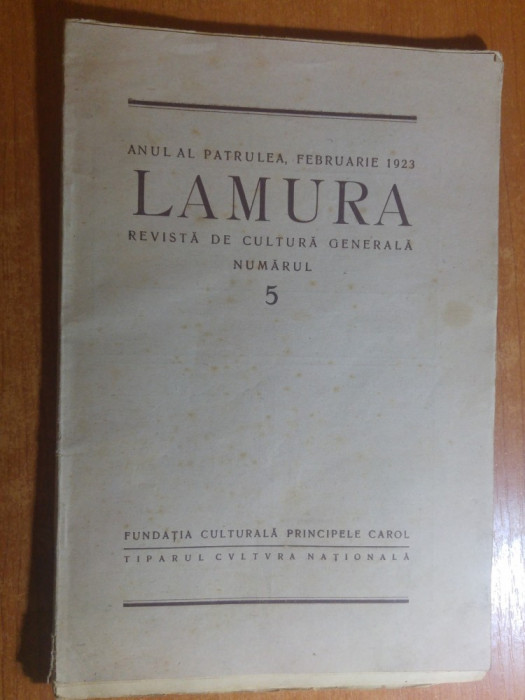 ANUL AL PATRULEA, FEBRUARIE 1923
LAMURA
REVISTĂ DE CULTURĂ GENERALĂ
NUMĂRUL
5
FUNDAȚIA CULTURALĂ PRINCIPELE CAROL
TIPARUL CVLTVRA NAȚIONALĂ